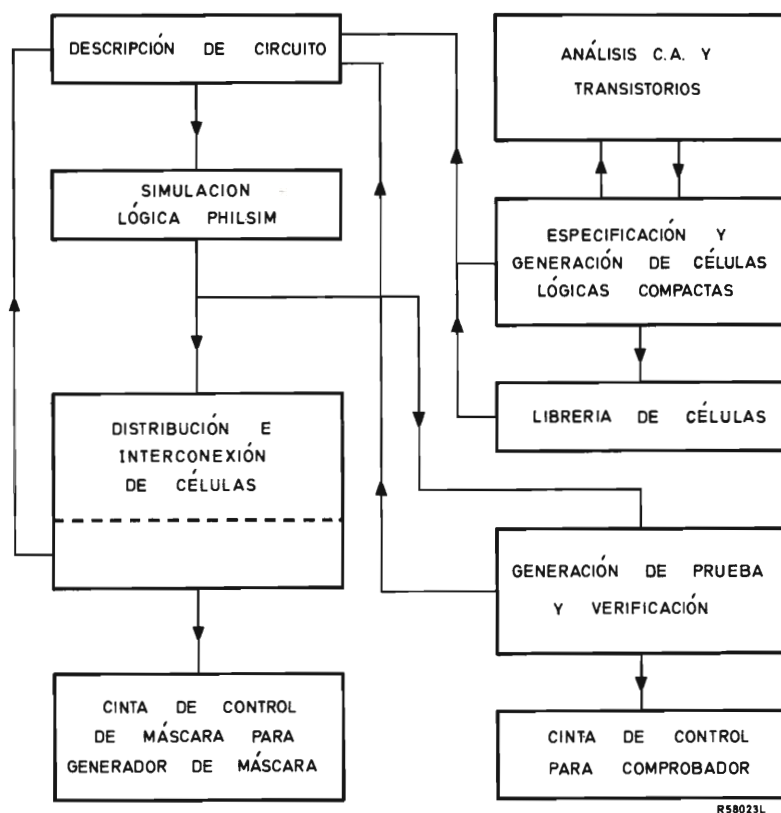 DESCRIPCIÓN DE CIRCUITO
SIMULACION
LÓGICA PHILSIM
DISTRIBUCIÓN E
INTERCONEXIÓN
DE CÉLULAS
CINTA DE CONTROL
DE MÁSCARA PARA
GENERADOR DE MÁSCARA
ANÁLISIS C.A. Y
TRANSISTORIOS
ESPECIFICACIÓN Y
GENERACIÓN DE CÉLULAS
LÓGICAS COMPACTAS
LIBRERIA DE CÉLULAS
GENERACIÓN DE PRUEBA
Y VERIFICACIÓN
CINTA DE CONTROL
PARA COMPROBADOR
R58023L